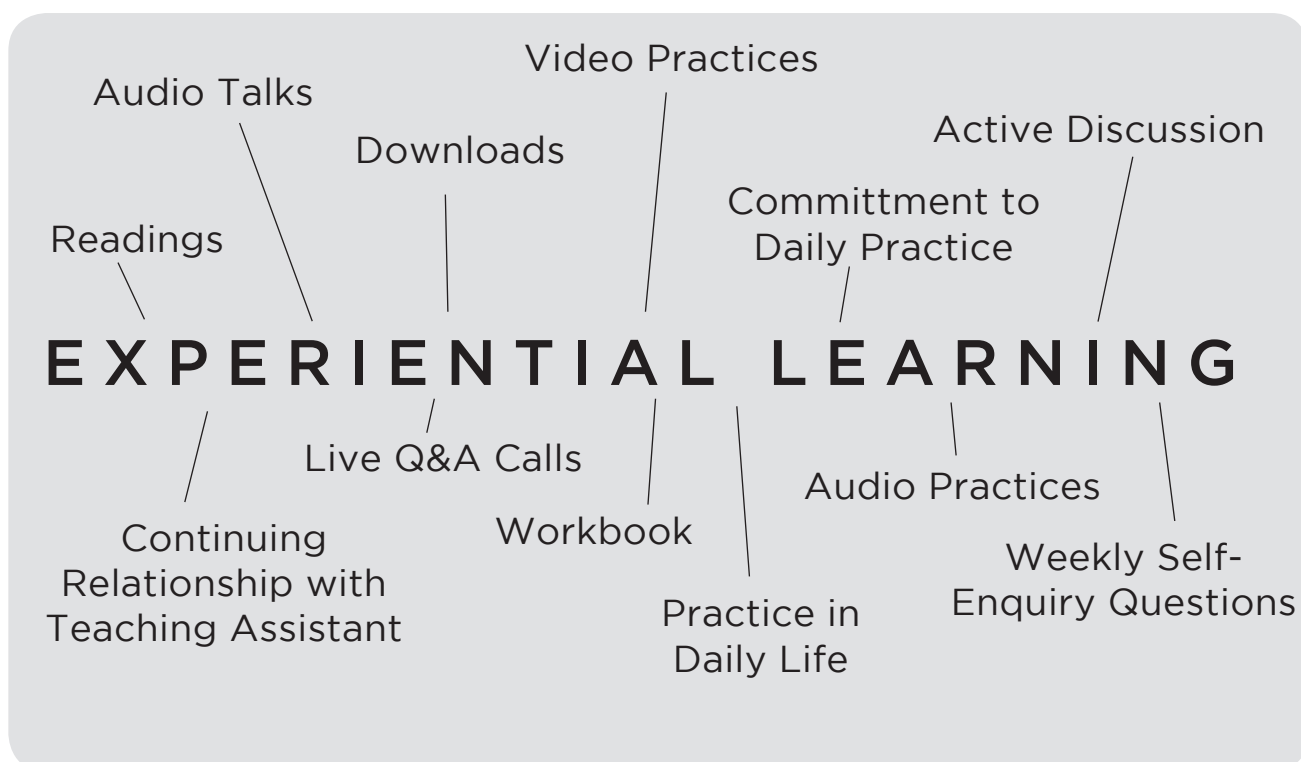 Video Practices
Audio Talks
Active Discussion
Downloads
Committment to
Daily Practice
Readings
EXPERIENTIAL LEARNING
Live Q&A Calls
Audio Practices
Workbook
Continuing
Relationship with
Teaching Assistant
Weekly Self-
Enquiry Questions
Practice in
Daily Life